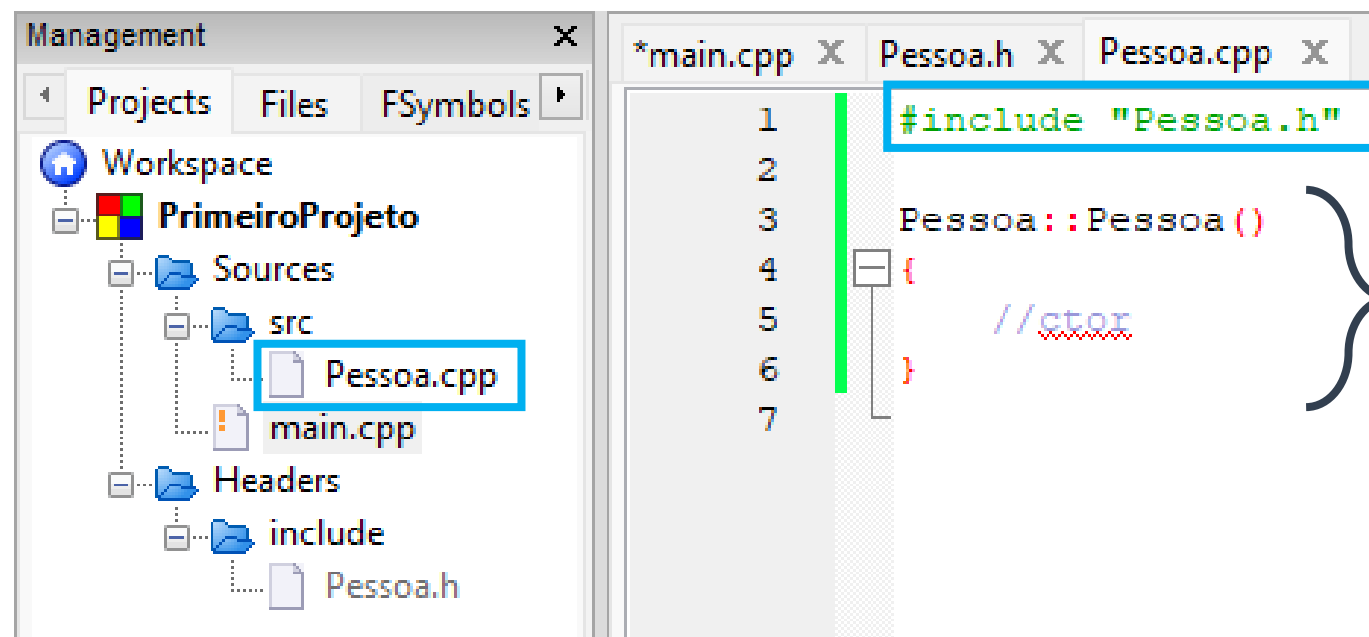 Management
Projects Files FSymbols
Workspace
PrimeiroProjeto
Sources
src
Pessoa.cpp
main.cpp
Headers
include
Pessoa.h
*main.cpp Pessoa.h Pessoa.cpp
1 #include "Pessoa.h"
2
3 Pessoa::Pessoa()
4 {
5 //ctor
6 }
7